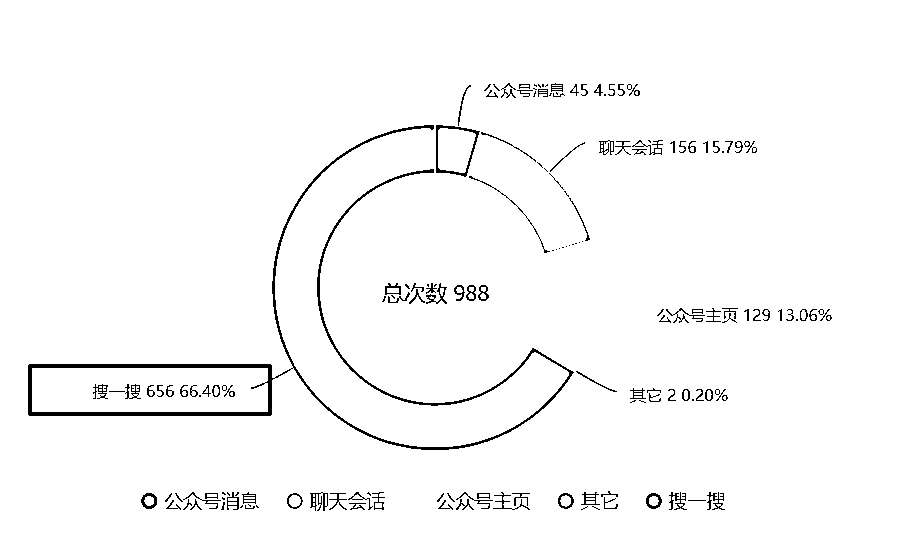 公众号消息 45 4.55%
聊天会话 156 15.79%
总次数 988
公众号主页 129 13.06%
搜一搜 656 66.40%
其它 2 0.20%
公众号消息 聊天会话 公众号主页 其它 搜一搜